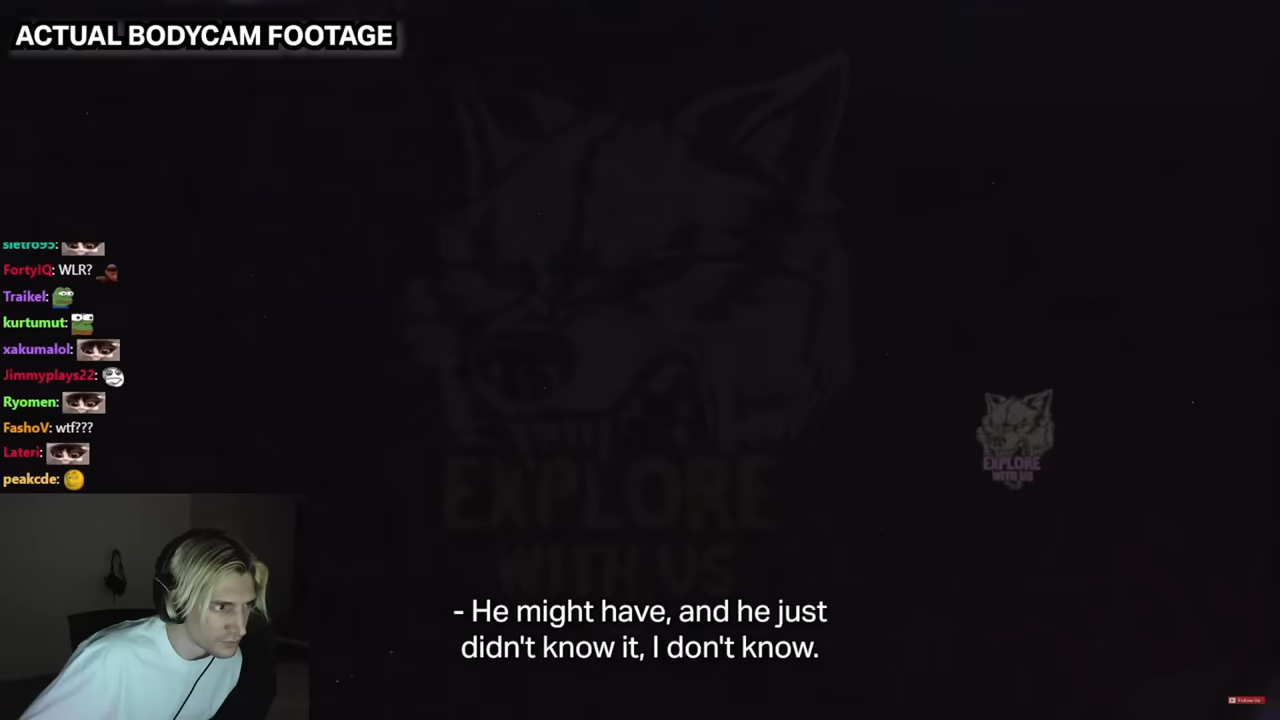 ACTUAL BODYCAM FOOTAGE
sletro95:
FortyIQ: WLR?
Traikel:
kurtumut:
xakumalol:
Jimmyplays22:
Ryomen:
FashoV: wtf???
Lateri:
peakcde:
EXPLORE
WITH US
EXPLORE
WITH US
- He might have, and he just
didn't know it, I don't know.